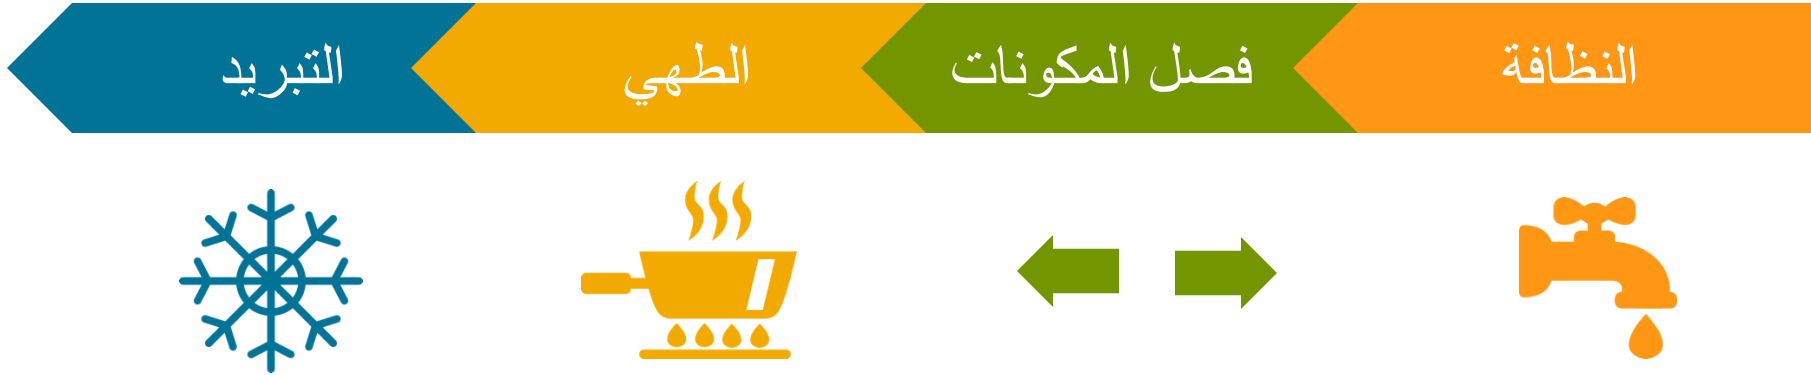 النظافة
فصل المكونات
الطهي
التبريد